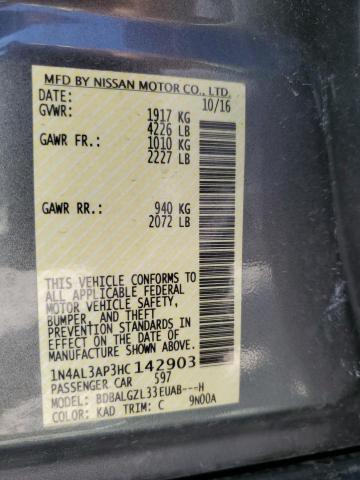 MFD BY NISSAN MOTOR CO., LTD.
DATE: 10/16
GVWR: 1917 KG
4226 LB
GAWR FR.: 1010 KG
2227 LB
GAWR RR.: 940 KG
2072 LB
THIS VEHICLE CONFORMS TO
ALL APPLICABLE FEDERAL
MOTOR VEHICLE SAFETY,
BUMPER, AND THEFT
PREVENTION STANDARDS IN
EFFECT ON THE DATE OF
MANUFACTURE SHOWN ABOVE.
1N4AL3AP3HC142903
PASSENGER CAR 597
MODEL: BDBALGZL33EUAB---H
COLOR: KAD TRIM: C 9N00A